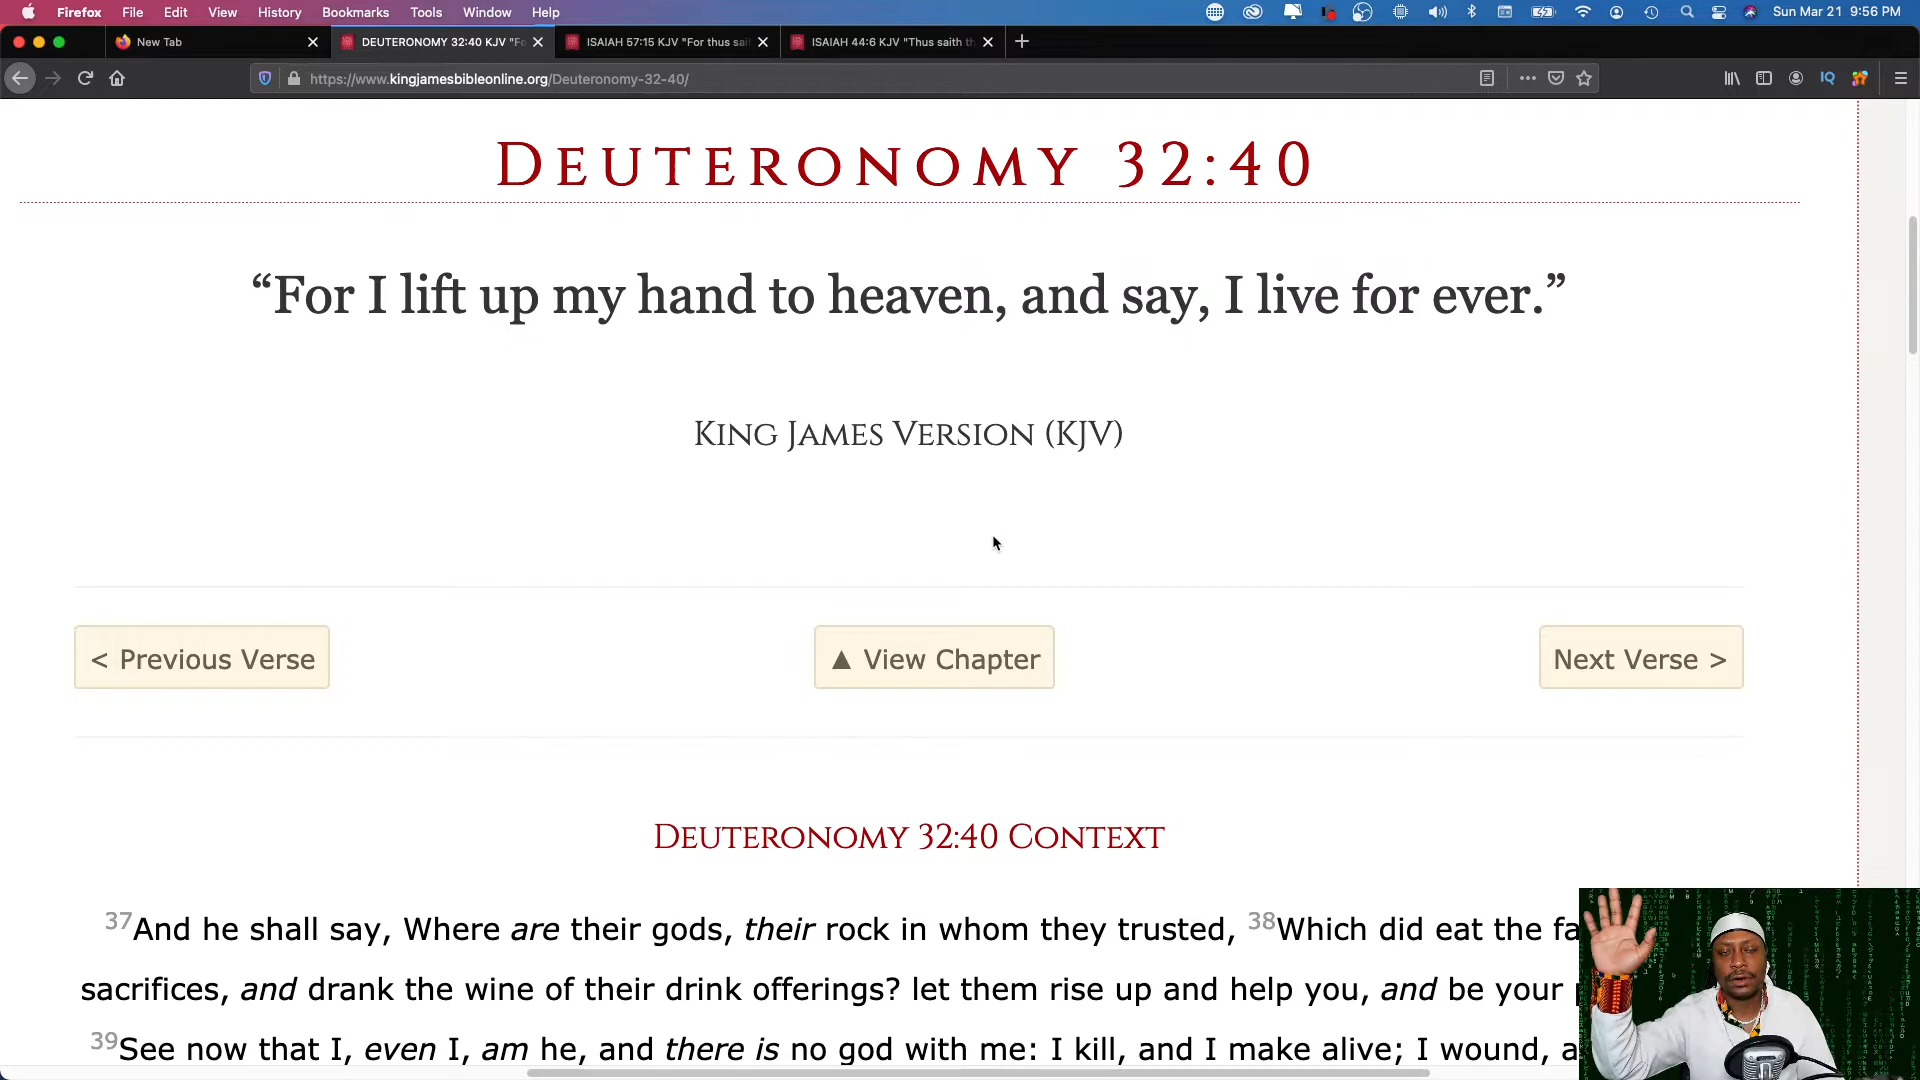 Firefox File Edit View History Bookmarks Tools Window Help Sun Mar 21 9:56 PM
New Tab DEUTERONOMY 32:40 KJV "Fo ISAIAH 57:15 KJV "For thus sai ISAIAH 44:6 KJV "Thus saith th
https://www.kingjamesbibleonline.org/Deuteronomy-32-40/ IQ
DEUTERONOMY 32:40
“For I lift up my hand to heaven, and say, I live for ever.”
KING JAMES VERSION (KJV)
< Previous Verse ▲ View Chapter Next Verse >
DEUTERONOMY 32:40 CONTEXT
37And he shall say, Where are their gods, their rock in whom they trusted, 38Which did eat the fa
sacrifices, and drank the wine of their drink offerings? let them rise up and help you, and be your
39See now that I, even I, am he, and there is no god with me: I kill, and I make alive; I wound, a